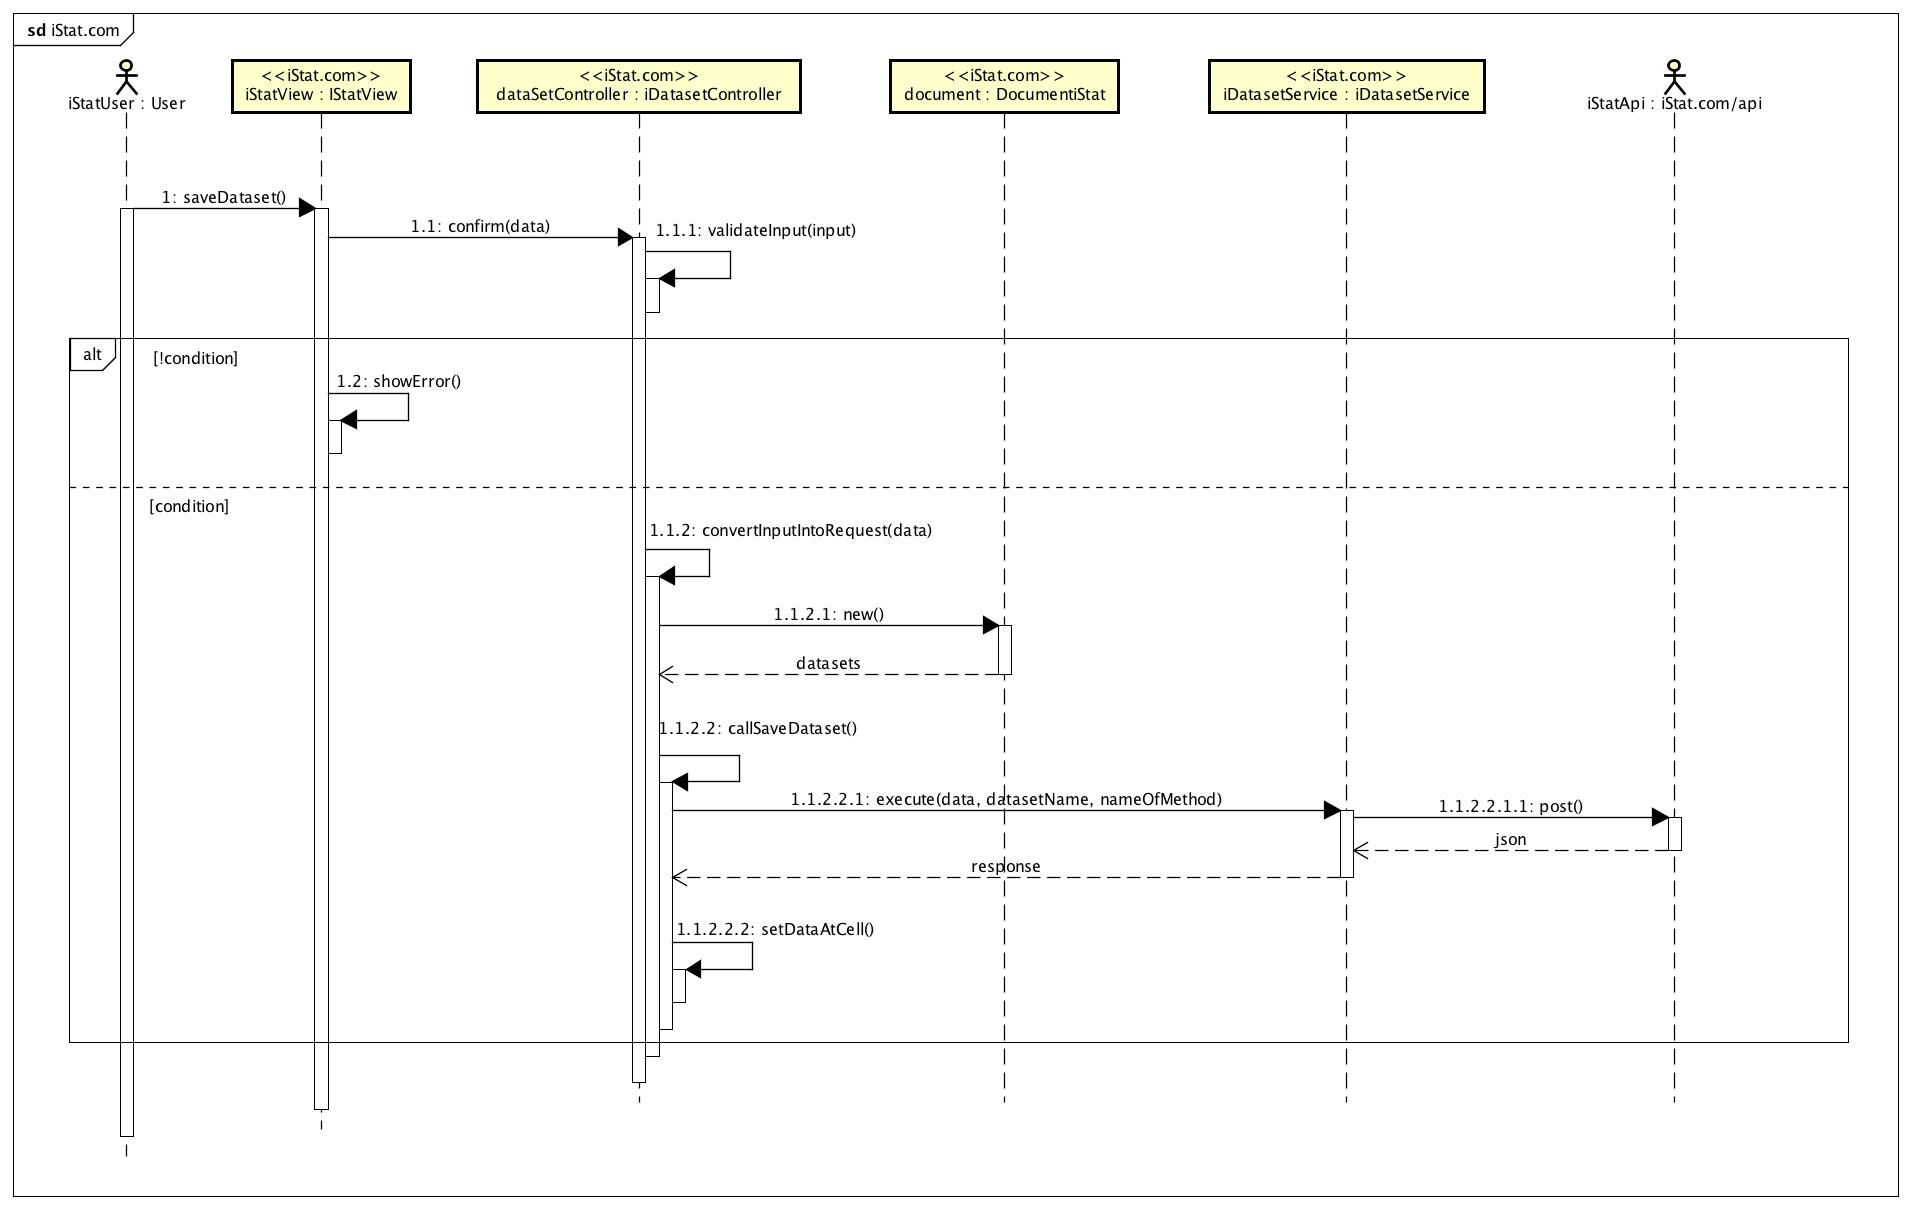 sd iStat.com
iStatUser : User
<<iStat.com>>
iStatView : IStatView
<<iStat.com>>
dataSetController : iDatasetController
<<iStat.com>>
document : DocumentiStat
<<iStat.com>>
iDatasetService : iDatasetService
iStatApi : iStat.com/api
1: saveDataset()
1.1: confirm(data)
1.1.1: validateInput(input)
alt
[!condition]
1.2: showError()
[condition]
1.1.2: convertInputIntoRequest(data)
1.1.2.1: new()
datasets
1.1.2.2: callSaveDataset()
1.1.2.2.1: execute(data, datasetName, nameOfMethod)
1.1.2.2.1.1: post()
json
response
1.1.2.2.2: setDataAtCell()